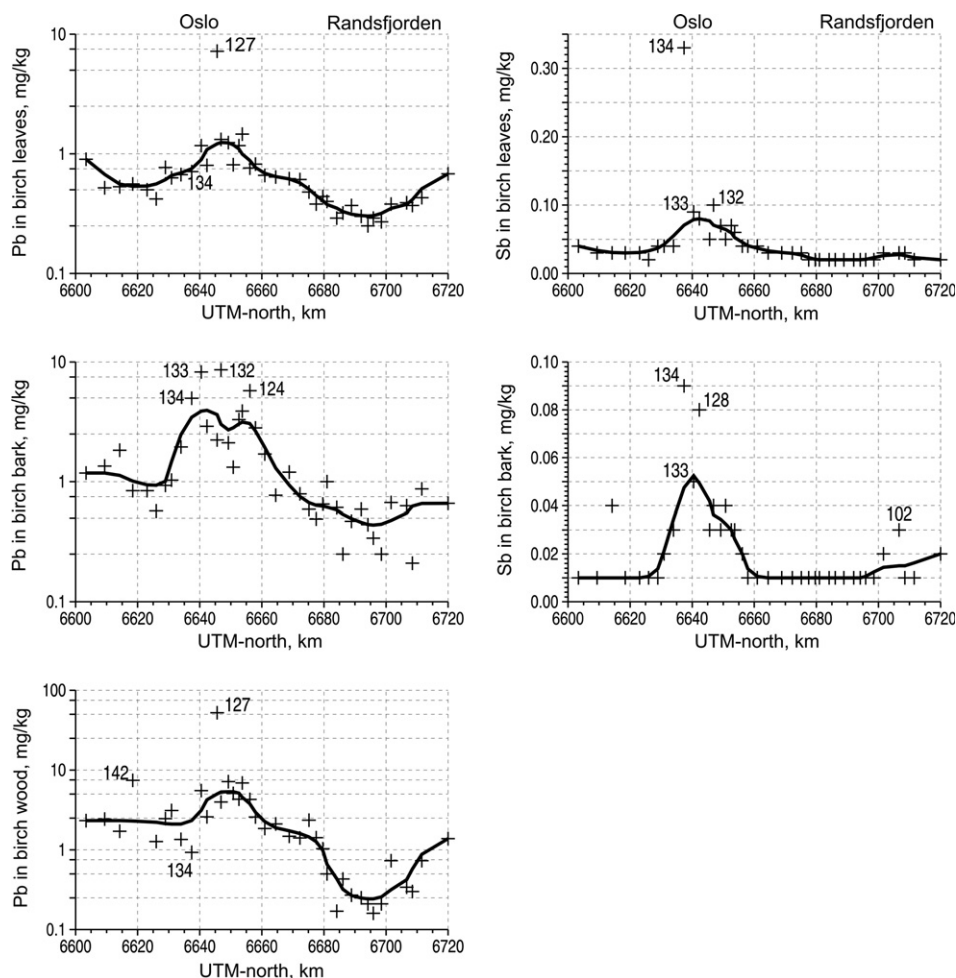 Oslo Randsfjorden
Pb in birch leaves, mg/kg
10
1
0.1
127
134
6600 6620 6640 6660 6680 6700 6720
UTM-north, km
Oslo Randsfjorden
Sb in birch leaves, mg/kg
0.30
0.20
0.10
0.00
134
133
132
6600 6620 6640 6660 6680 6700 6720
UTM-north, km
Pb in birch bark, mg/kg
10
1
0.1
133
132
134
124
6600 6620 6640 6660 6680 6700 6720
UTM-north, km
Sb in birch bark, mg/kg
0.10
0.08
0.06
0.04
0.02
0.00
134
128
133
102
6600 6620 6640 6660 6680 6700 6720
UTM-north, km
Pb in birch wood, mg/kg
100
10
1
0.1
127
142
134
6600 6620 6640 6660 6680 6700 6720
UTM-north, km